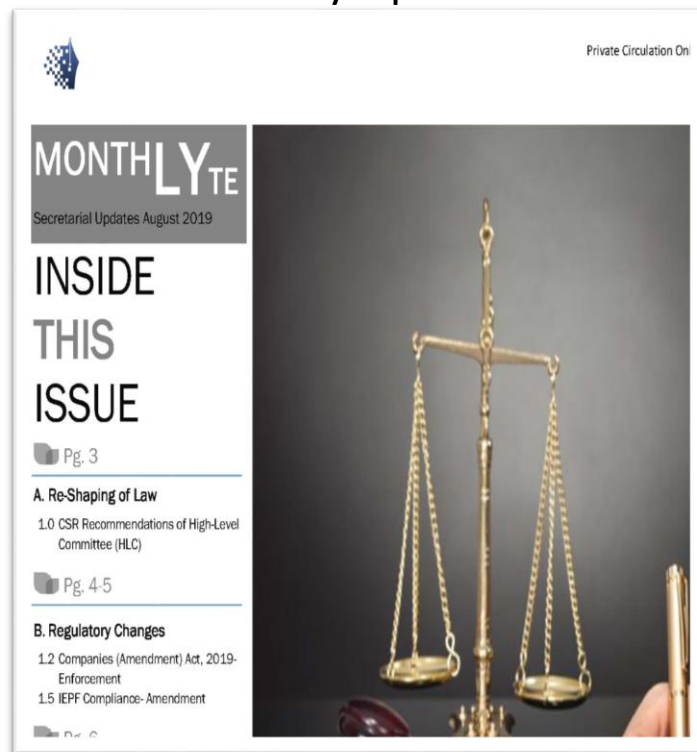 Private Circulation Onl
MONTHLYTE
Secretarial Updates August 2019
INSIDE
THIS
ISSUE
Pg. 3
A. Re-Shaping of Law
1.0 CSR Recommendations of High-Level
Committee (HLC)
Pg. 4-5
B. Regulatory Changes
1.2 Companies (Amendment) Act, 2019-
Enforcement
1.5 IEPF Compliance- Amendment